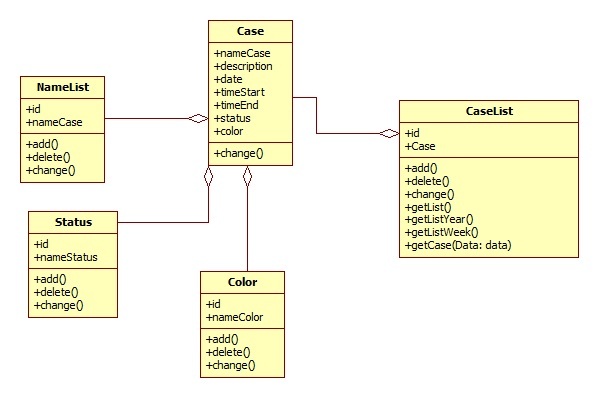 Case
+nameCase
+description
+date
+timeStart
+timeEnd
+status
+color
+change()
NameList
+id
+nameCase
+add()
+delete()
+change()
CaseList
+id
+Case
+add()
+delete()
+change()
+getList()
+getListYear()
+getListWeek()
+getCase(Data: data)
Status
+id
+nameStatus
+add()
+delete()
+change()
Color
+id
+nameColor
+add()
+delete()
+change()